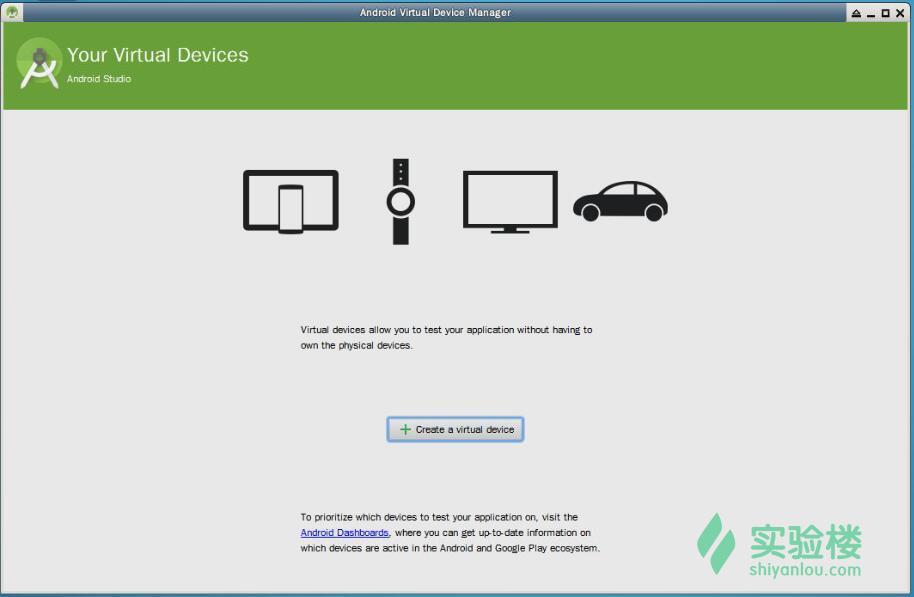 Android Virtual Device Manager
Your Virtual Devices
Android Studio
Virtual devices allow you to test your application without having to
own the physical devices.
Create a virtual device
To prioritize which devices to test your application on, visit the
Android Dashboards, where you can get up-to-date information on
which devices are active in the Android and Google Play ecosystem.
实验楼
shiyanlou.com